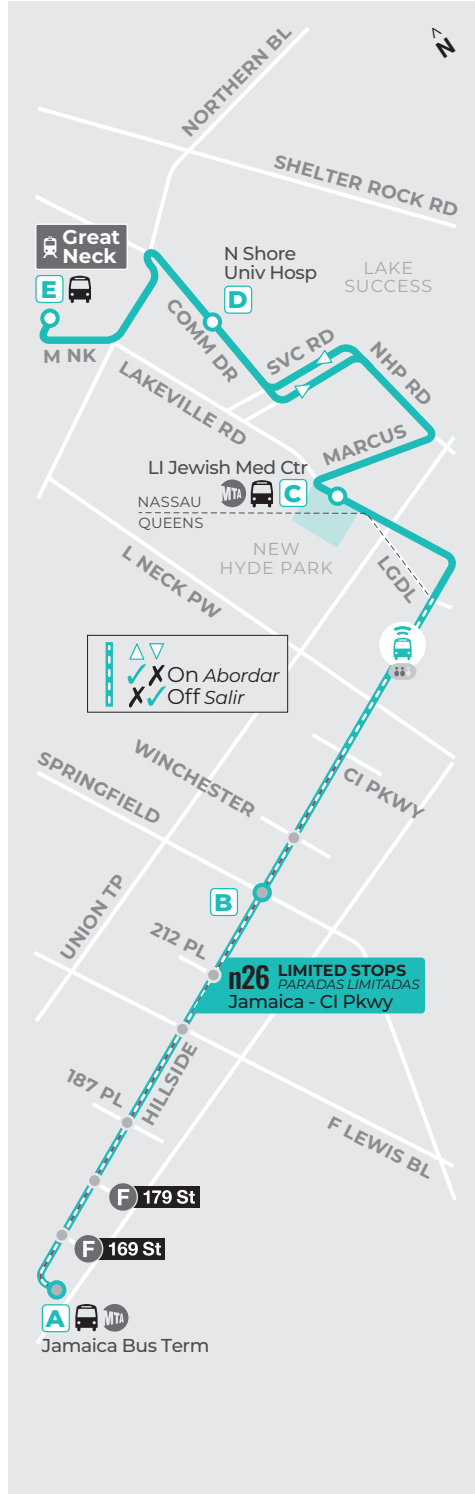 N
NORTHERN BL
SHELTER ROCK RD
Great
Neck
N Shore
Univ Hosp
LAKE
SUCCESS
E
D
M NK
COMM DR
SVC RD
NHP RD
LAKEVILLE RD
MARCUS
LI Jewish Med Ctr
MTA
C
NASSAU
QUEENS
NEW
HYDE PARK
LGDL
L NECK PW
On Abordar
Off Salir
WINCHESTER
CI PKWY
SPRINGFIELD
B
UNION TP
212 PL
n26 LIMITED STOPS
PARADAS LIMITADAS
Jamaica - CI Pkwy
HILLSIDE
187 PL
F LEWIS BL
F 179 St
F 169 St
A MTA
Jamaica Bus Term